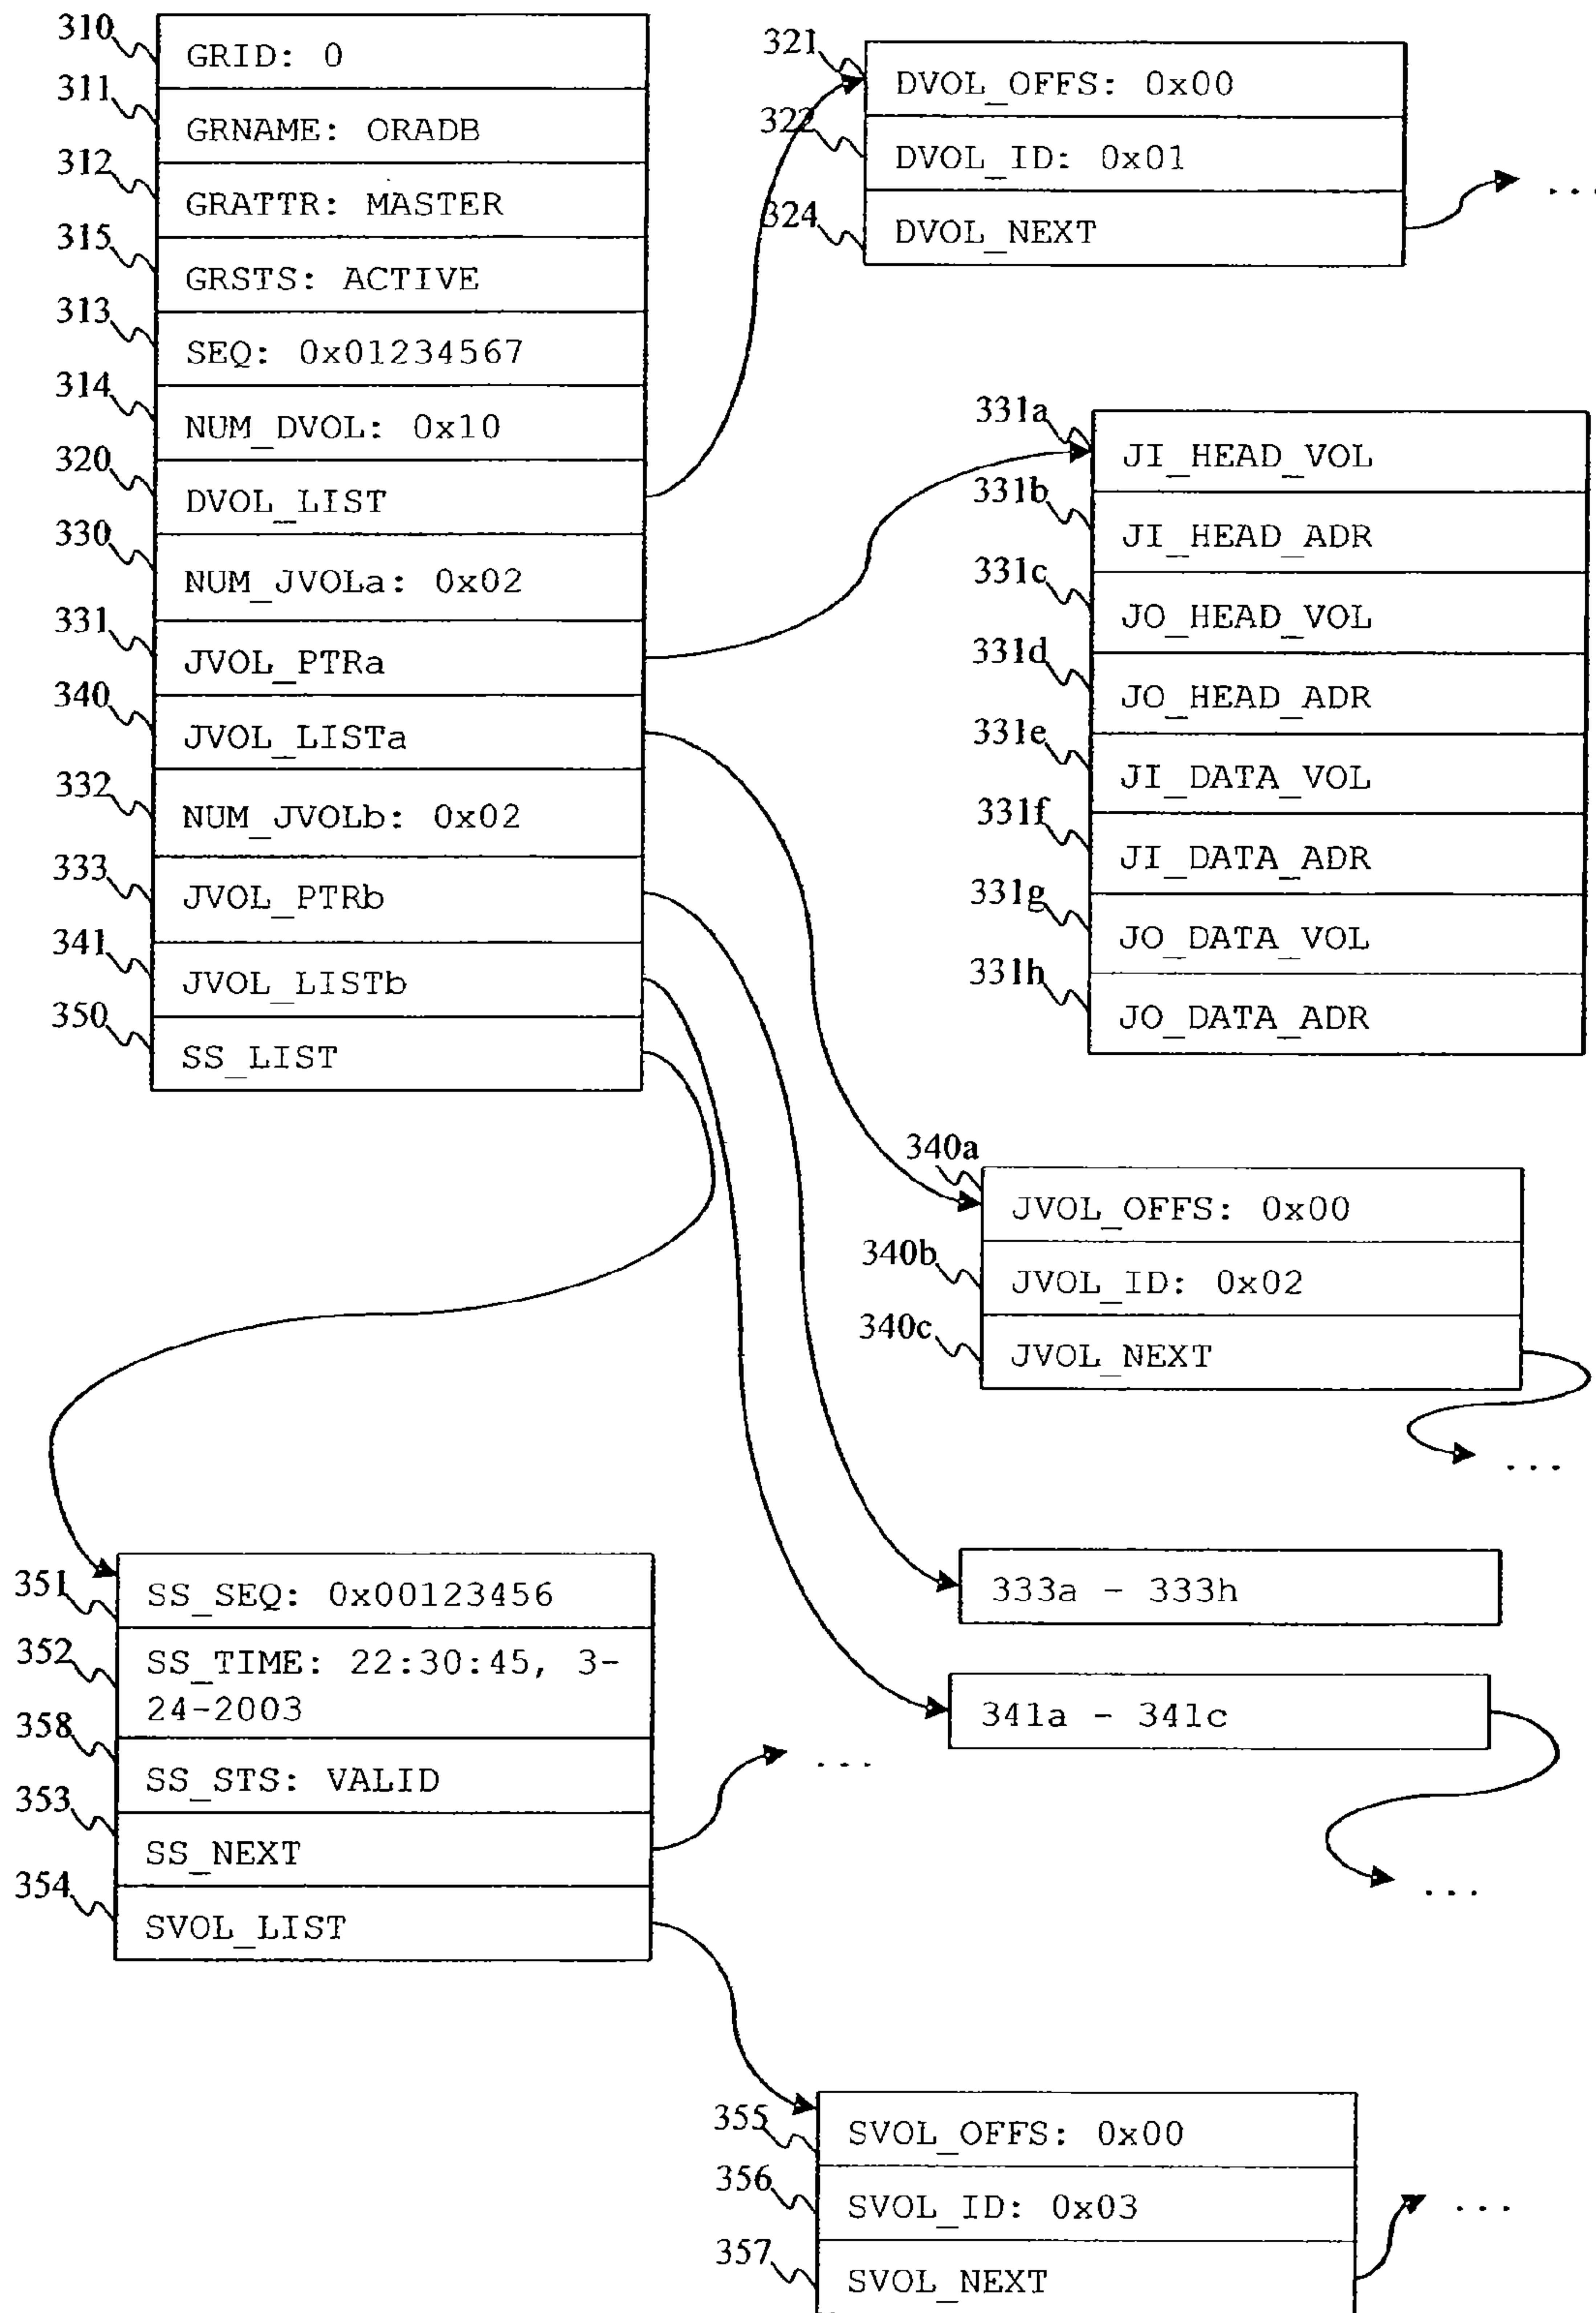 310
GRID: 0
311
GRNAME: ORADB
312
GRATTR: MASTER
315
GRSTS: ACTIVE
313
SEQ: 0x01234567
314
NUM_DVOL: 0x10
320
DVOL_LIST
330
NUM_JVOLa: 0x02
331
JVOL_PTRa
340
JVOL_LISTa
332
NUM_JVOLb: 0x02
333
JVOL_PTRb
341
JVOL_LISTb
350
SS_LIST
321
DVOL_OFFS: 0x00
322
DVOL_ID: 0x01
324
DVOL_NEXT
...
331a
JI_HEAD_VOL
331b
JI_HEAD_ADR
331c
JO_HEAD_VOL
331d
JO_HEAD_ADR
331e
JI_DATA_VOL
331f
JI_DATA_ADR
331g
JO_DATA_VOL
331h
JO_DATA_ADR
340a
JVOL_OFFS: 0x00
340b
JVOL_ID: 0x02
340c
JVOL_NEXT
...
333a - 333h
341a - 341c
...
351
SS_SEQ: 0x00123456
352
SS_TIME: 22:30:45, 3-
24-2003
358
SS_STS: VALID
353
SS_NEXT
...
354
SVOL_LIST
355
SVOL_OFFS: 0x00
356
SVOL_ID: 0x03
357
SVOL_NEXT
...